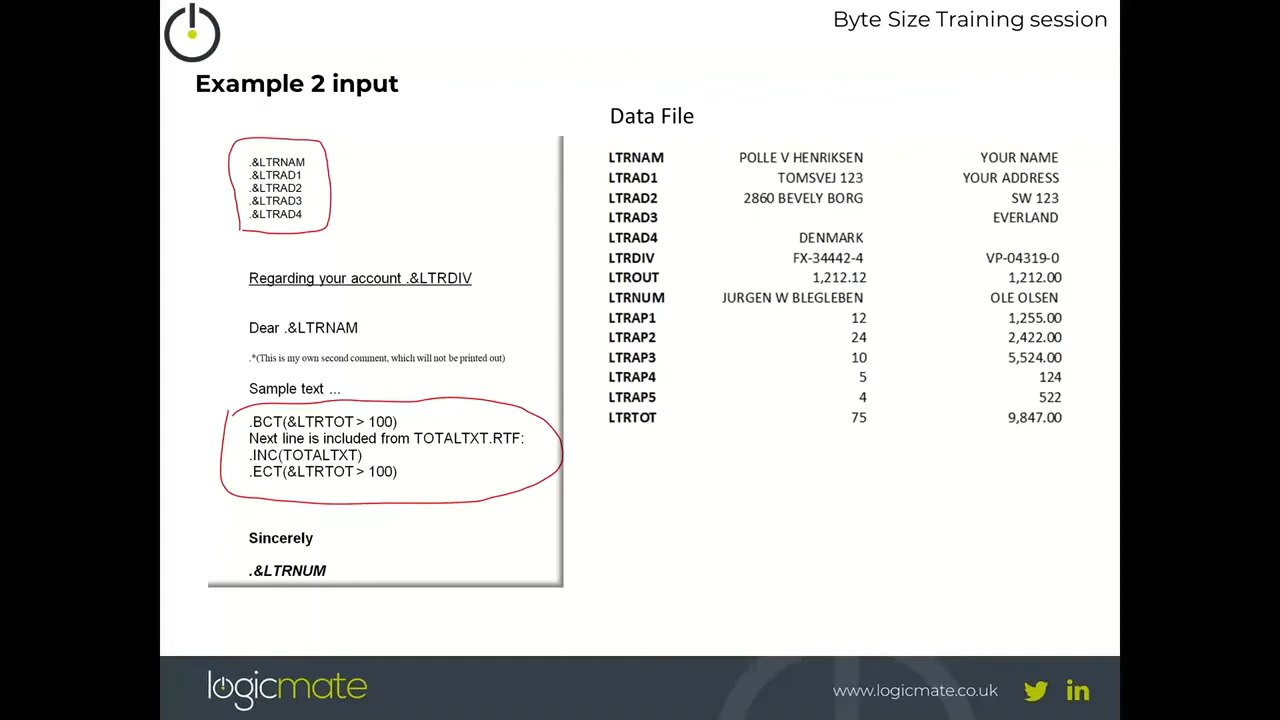 Byte Size Training session
Example 2 input
.&LTRNAM
.&LTRAD1
.&LTRAD2
.&LTRAD3
.&LTRAD4
Regarding your account .&LTRDIV
Dear .&LTRNAM
.*(This is my own second comment, which will not be printed out)
Sample text ...
.BCT(&LTRTOT > 100)
Next line is included from TOTALTXT.RTF:
.INC(TOTALTXT)
.ECT(&LTRTOT > 100)
Sincerely
.&LTRNUM
Data File
LTRNAM POLLE V HENRIKSEN YOUR NAME
LTRAD1 TOMSVEJ 123 YOUR ADDRESS
LTRAD2 2860 BEVELY BORG SW 123
LTRAD3 EVERLAND
LTRAD4 DENMARK
LTRDIV FX-34442-4 VP-04319-0
LTROUT 1,212.12 1,212.00
LTRNUM JURGEN W BLEGLEBEN OLE OLSEN
LTRAP1 12 1,255.00
LTRAP2 24 2,422.00
LTRAP3 10 5,524.00
LTRAP4 5 124
LTRAP5 4 522
LTRTOT 75 9,847.00
logicmate
www.logicmate.co.uk
in